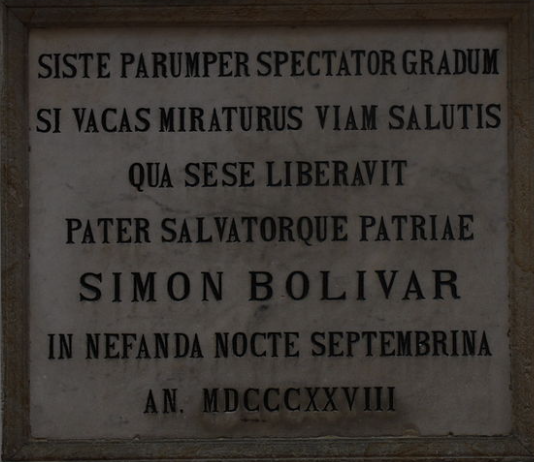 SISTE PARUMPER SPECTATOR GRADUM
SI VACAS MIRATURUS VIAM SALUTIS
QUA SESE LIBERAVIT
PATER SALVATORQUE PATRIAE
SIMON BOLIVAR
IN NEFANDA NOCTE SEPTEMBRINA
AN. MDCCCXXVIII